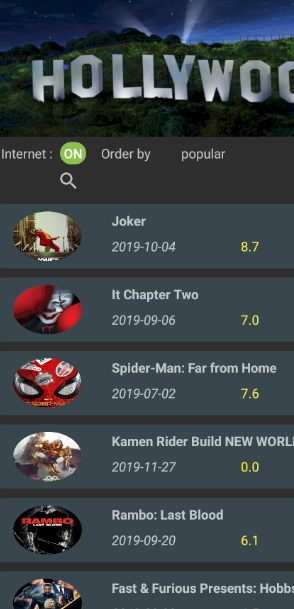 HOLLYWOO
Internet : ON Order by popular
Joker
2019-10-04 8.7
It Chapter Two
2019-09-06 7.0
Spider-Man: Far from Home
2019-07-02 7.6
Kamen Rider Build NEW WORL
2019-11-27 0.0
RAMBO
LAST BLOOD
Rambo: Last Blood
2019-09-20 6.1
Fast & Furious Presents: Hobbs